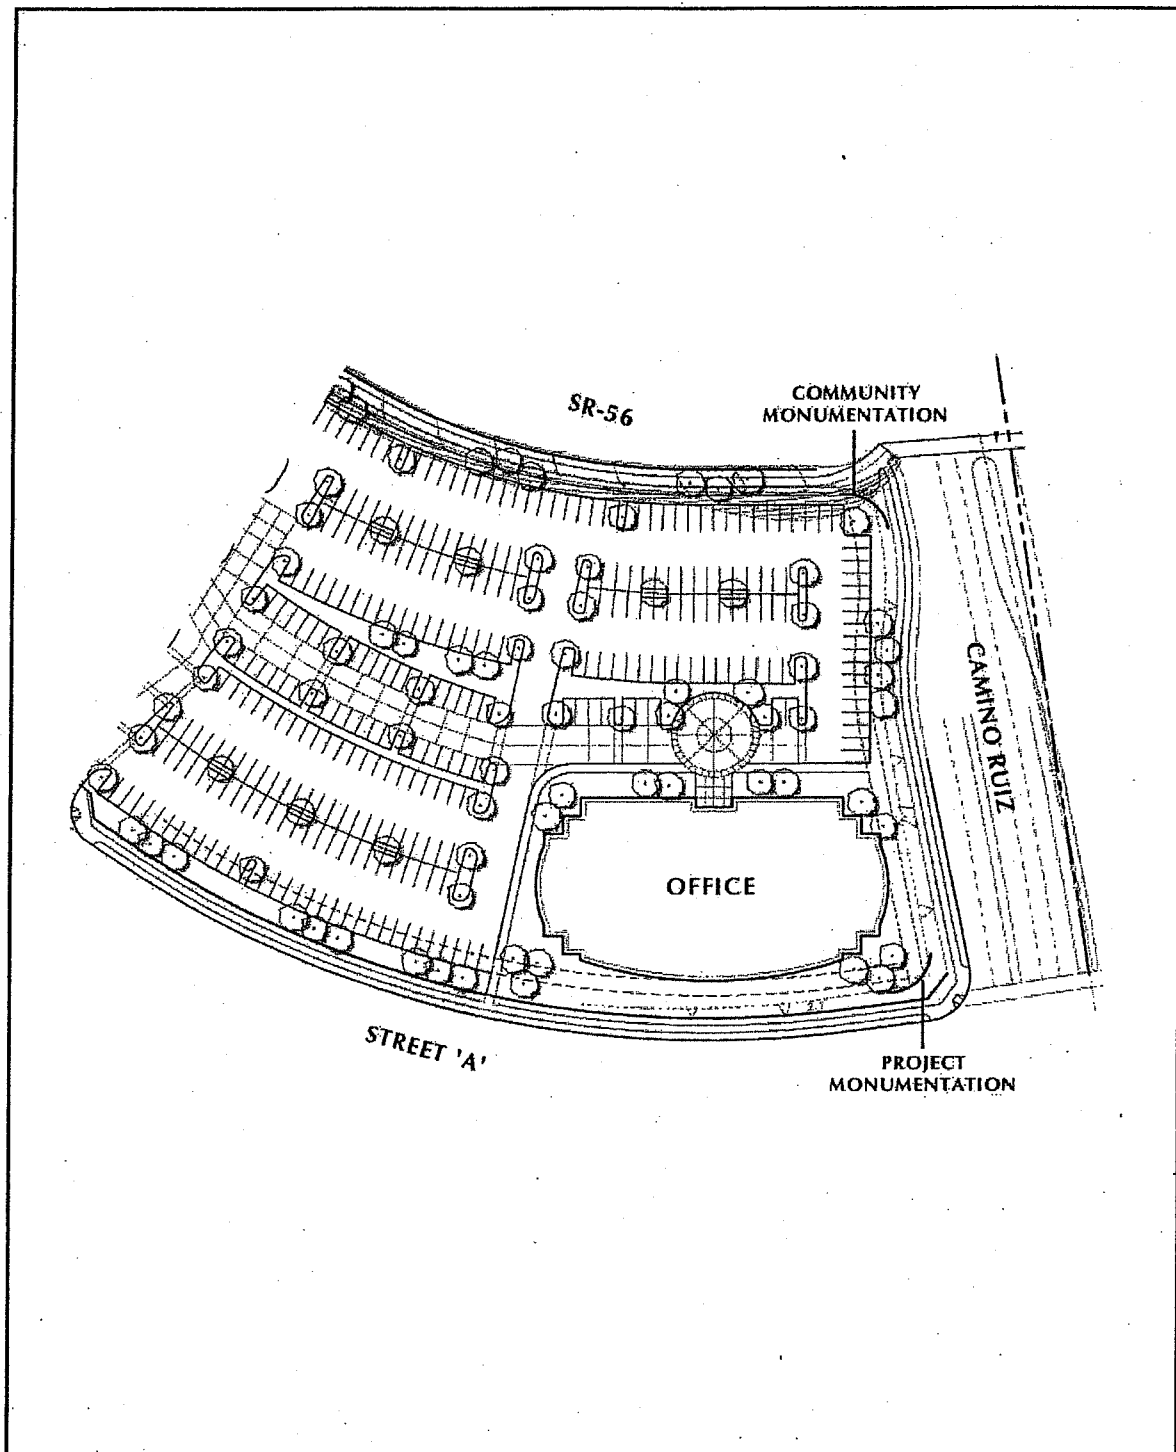 SR-56
COMMUNITY
MONUMENTATION
CAMINO RUIZ
OFFICE
STREET 'A'
PROJECT
MONUMENTATION